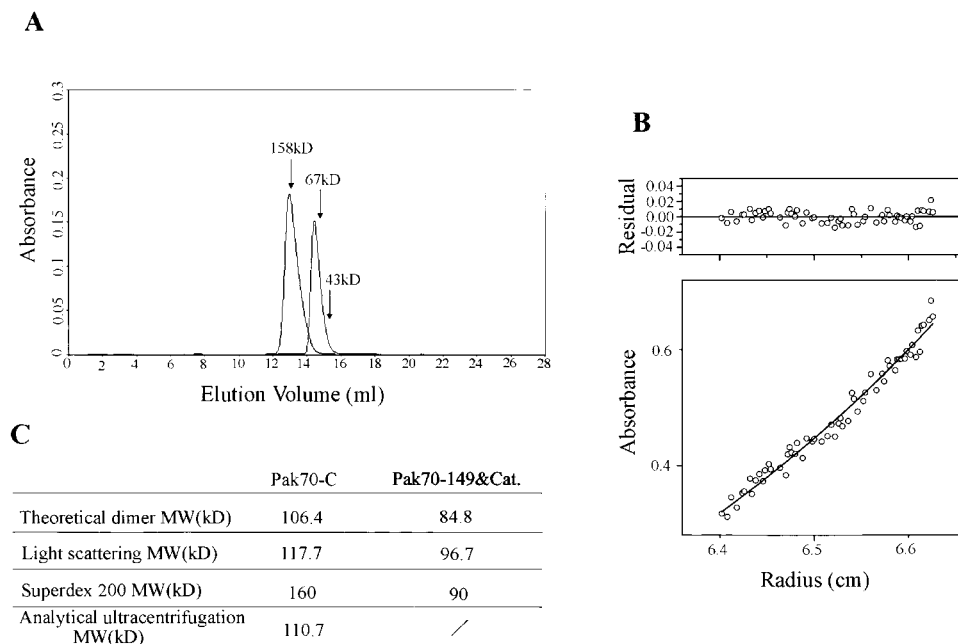 A
0.3
0.25
0.2
0.15
0.1
0.05
0
Absorbance
158kD
67kD
43kD
0 2 4 6 8 10 12 14 16 18 20 22 24 26 28
Elution Volume (ml)
B
Residual
0.04
0.02
0.00
-0.02
-0.04
Absorbance
0.6
0.4
6.4 6.5 6.6
Radius (cm)
C
Pak70-C Pak70-149&Cat.
Theoretical dimer MW(kD) 106.4 84.8
Light scattering MW(kD) 117.7 96.7
Superdex 200 MW(kD) 160 90
Analytical ultracentrifugation
MW(kD) 110.7 /